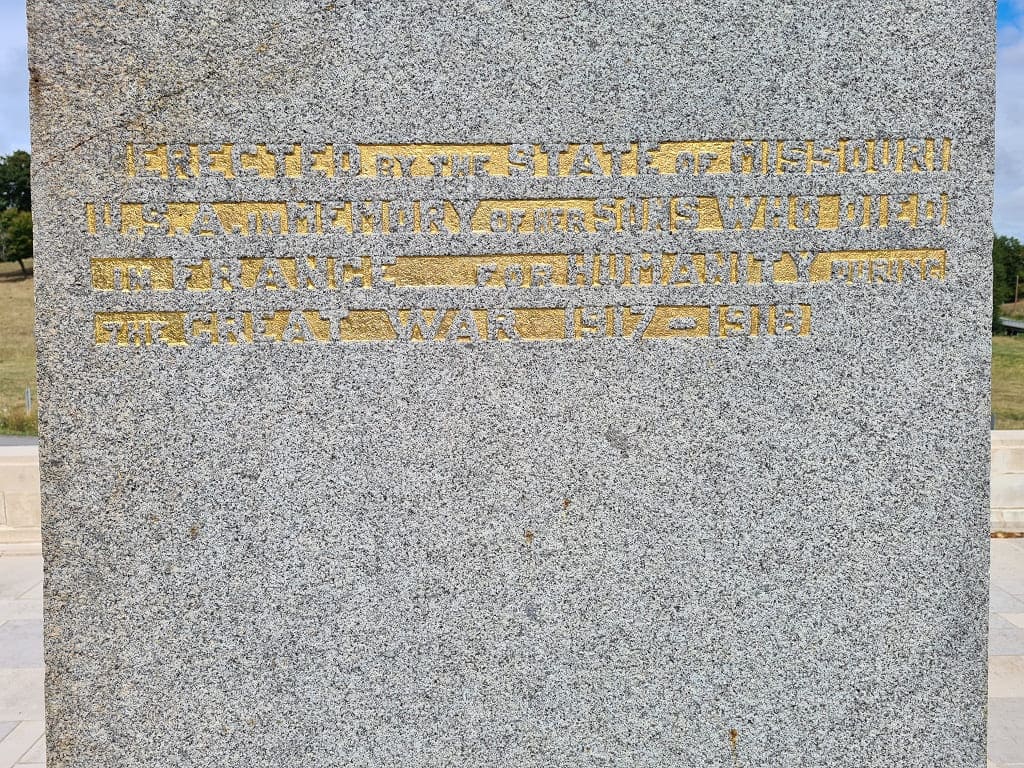 ERECTED BY THE STATE OF MISSOURI
U.S.A. IN MEMORY OF HER SONS WHO DIED
IN FRANCE FOR HUMANITY DURING
THE GREAT WAR 1917-1918